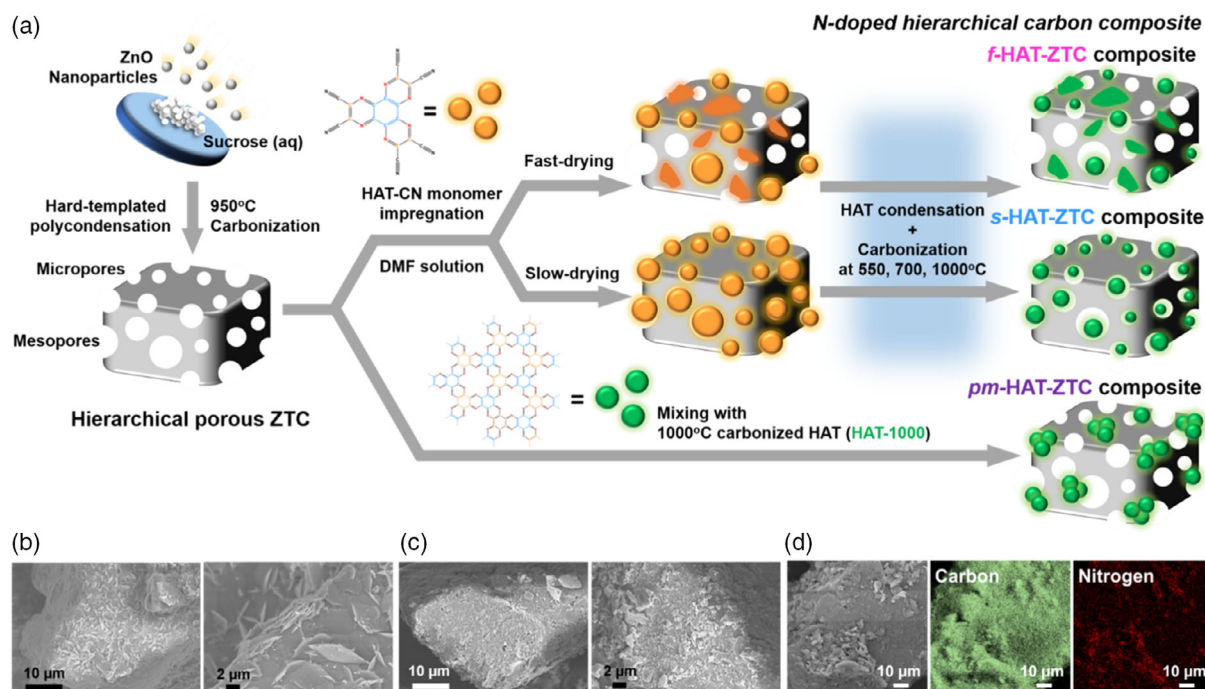 (a)
N-doped hierarchical carbon composite
ZnO
Nanoparticles
Sucrose (aq)
Hard-templated
polycondensation
950°C
Carbonization
Micropores
Mesopores
Hierarchical porous ZTC
=
HAT-CN monomer
impregnation
DMF solution
Fast-drying
Slow-drying
HAT condensation
+
Carbonization
at 550, 700, 1000°C
f-HAT-ZTC composite
s-HAT-ZTC composite
pm-HAT-ZTC composite
=
Mixing with
1000°C carbonized HAT (HAT-1000)
(b)
10 µm
2 µm
(c)
10 µm
2 µm
(d)
10 µm
Carbon
10 µm
Nitrogen
10 µm